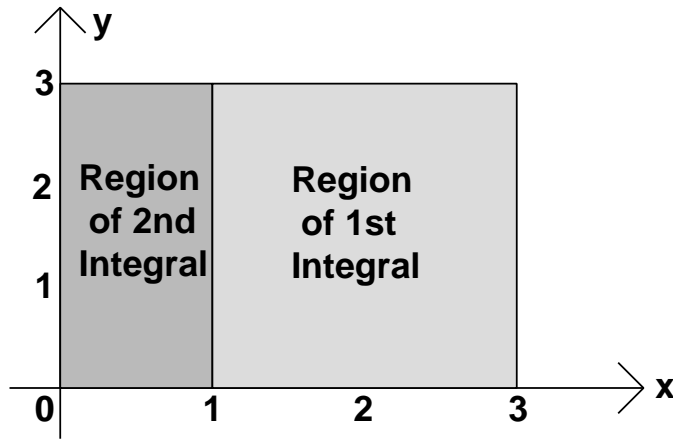 y
3
2
1
0
Region
of 2nd
Integral
Region
of 1st
Integral
1
2
3
x